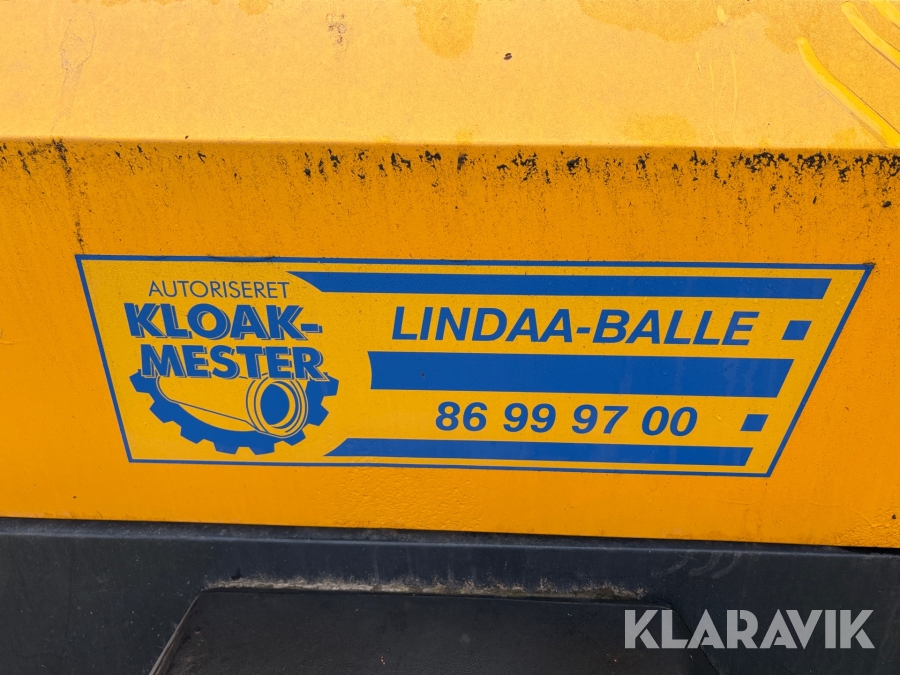 AUTORISERET
KLOAK-
MESTER
LINDAA-BALLE
86 99 97 00
KLARAVIK